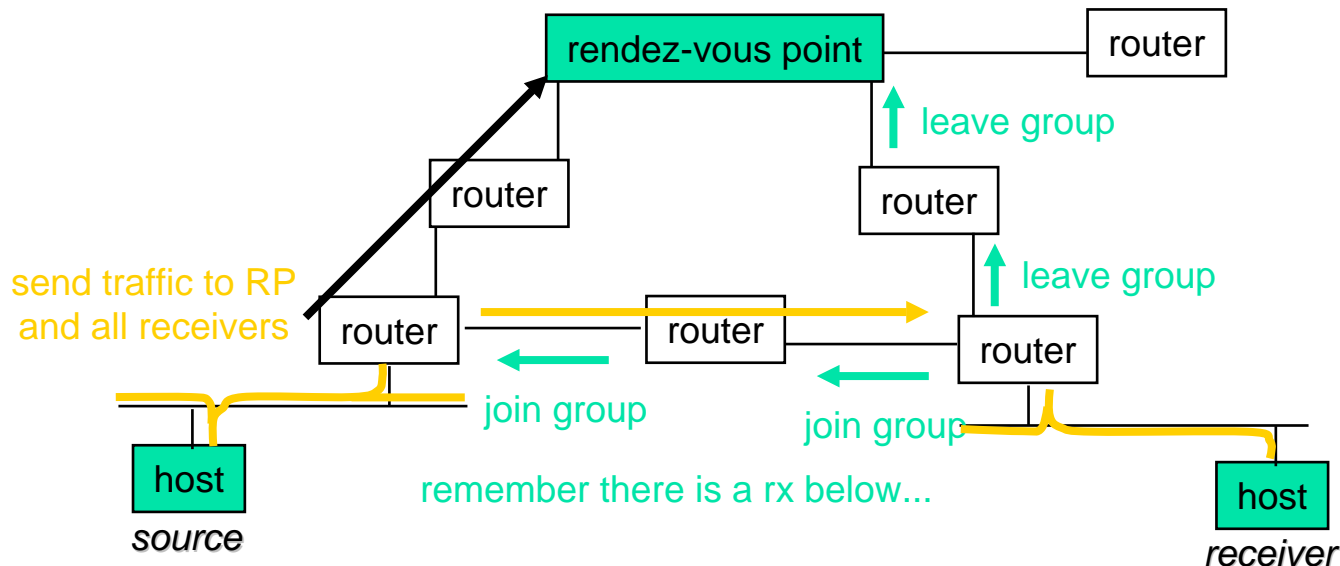 rendez-vous point
router
leave group
router
router
send traffic to RP
and all receivers
leave group
router
router
router
join group
join group
host
remember there is a rx below...
host
source
receiver